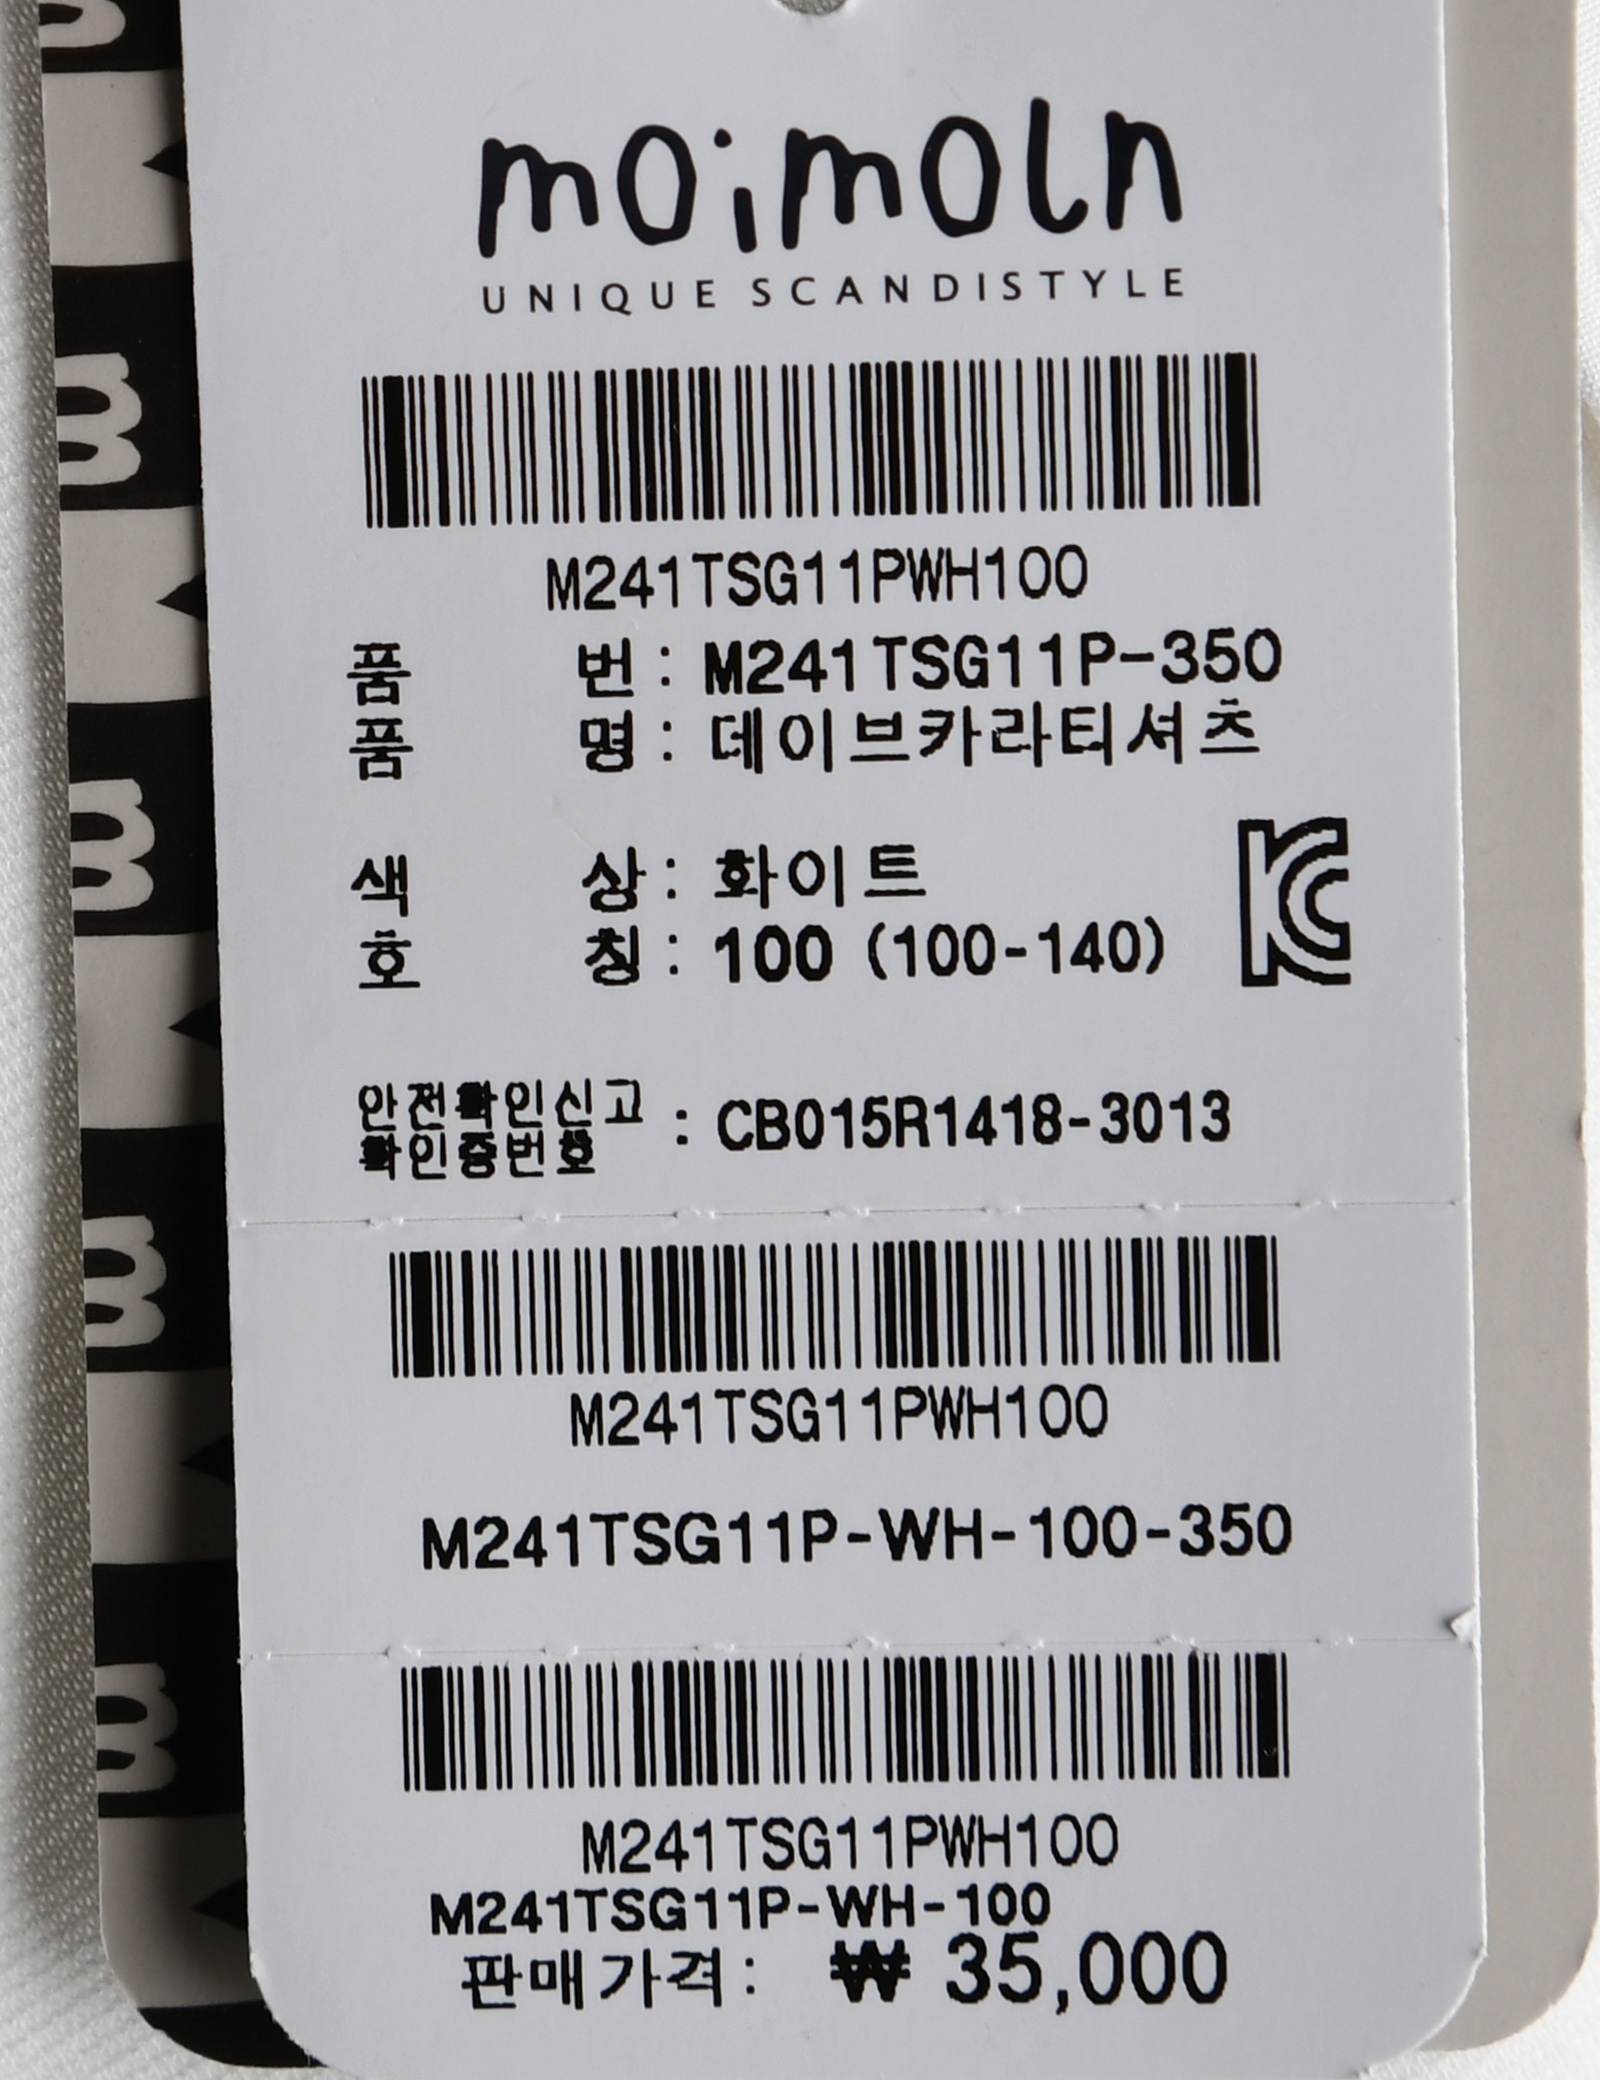 moimoln
UNIQUE SCANDISTYLE
M241TSG11PWH100
품 번 : M241TSG11P-350
품 명 : 데이브카라티셔츠
색 상 : 화이트
호 칭 : 100 (100-140)
안전확인신고
확인증번호 : CB015R1418-3013
M241TSG11PWH100
M241TSG11P-WH-100-350
M241TSG11PWH100
M241TSG11P-WH-100
판매가격 : ₩ 35,000